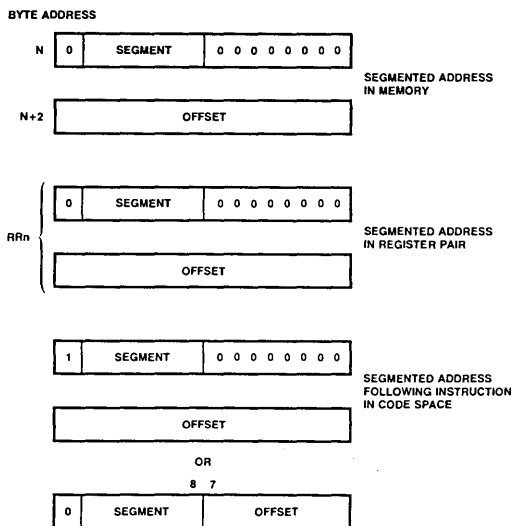 BYTE ADDRESS
N 0 SEGMENT 0 0 0 0 0 0 0 0
SEGMENTED ADDRESS
IN MEMORY
N+2 OFFSET
RRn
0 SEGMENT 0 0 0 0 0 0 0 0
SEGMENTED ADDRESS
IN REGISTER PAIR
OFFSET
1 SEGMENT 0 0 0 0 0 0 0 0
SEGMENTED ADDRESS
FOLLOWING INSTRUCTION
IN CODE SPACE
OFFSET
OR
8 7
0 SEGMENT OFFSET